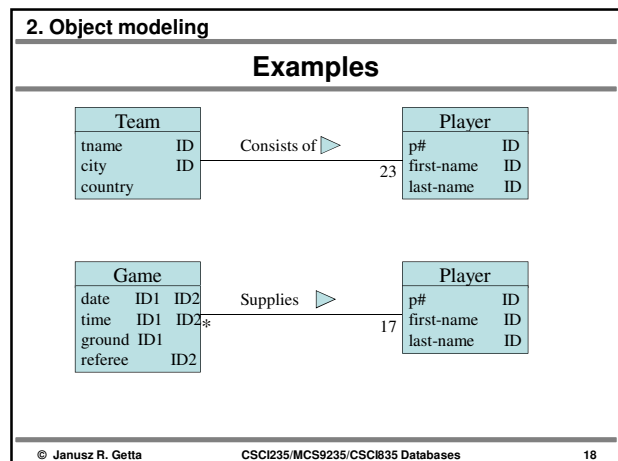 2. Object modeling
Examples
Team
tname ID
city ID
country
Consists of
23
Player
p# ID
first-name ID
last-name ID
Game
date ID1 ID2
time ID1 ID2*
ground ID1
referee ID2
Supplies
17
Player
p# ID
first-name ID
last-name ID
© Janusz R. Getta CSCI235/MCS9235/CSCI835 Databases 18